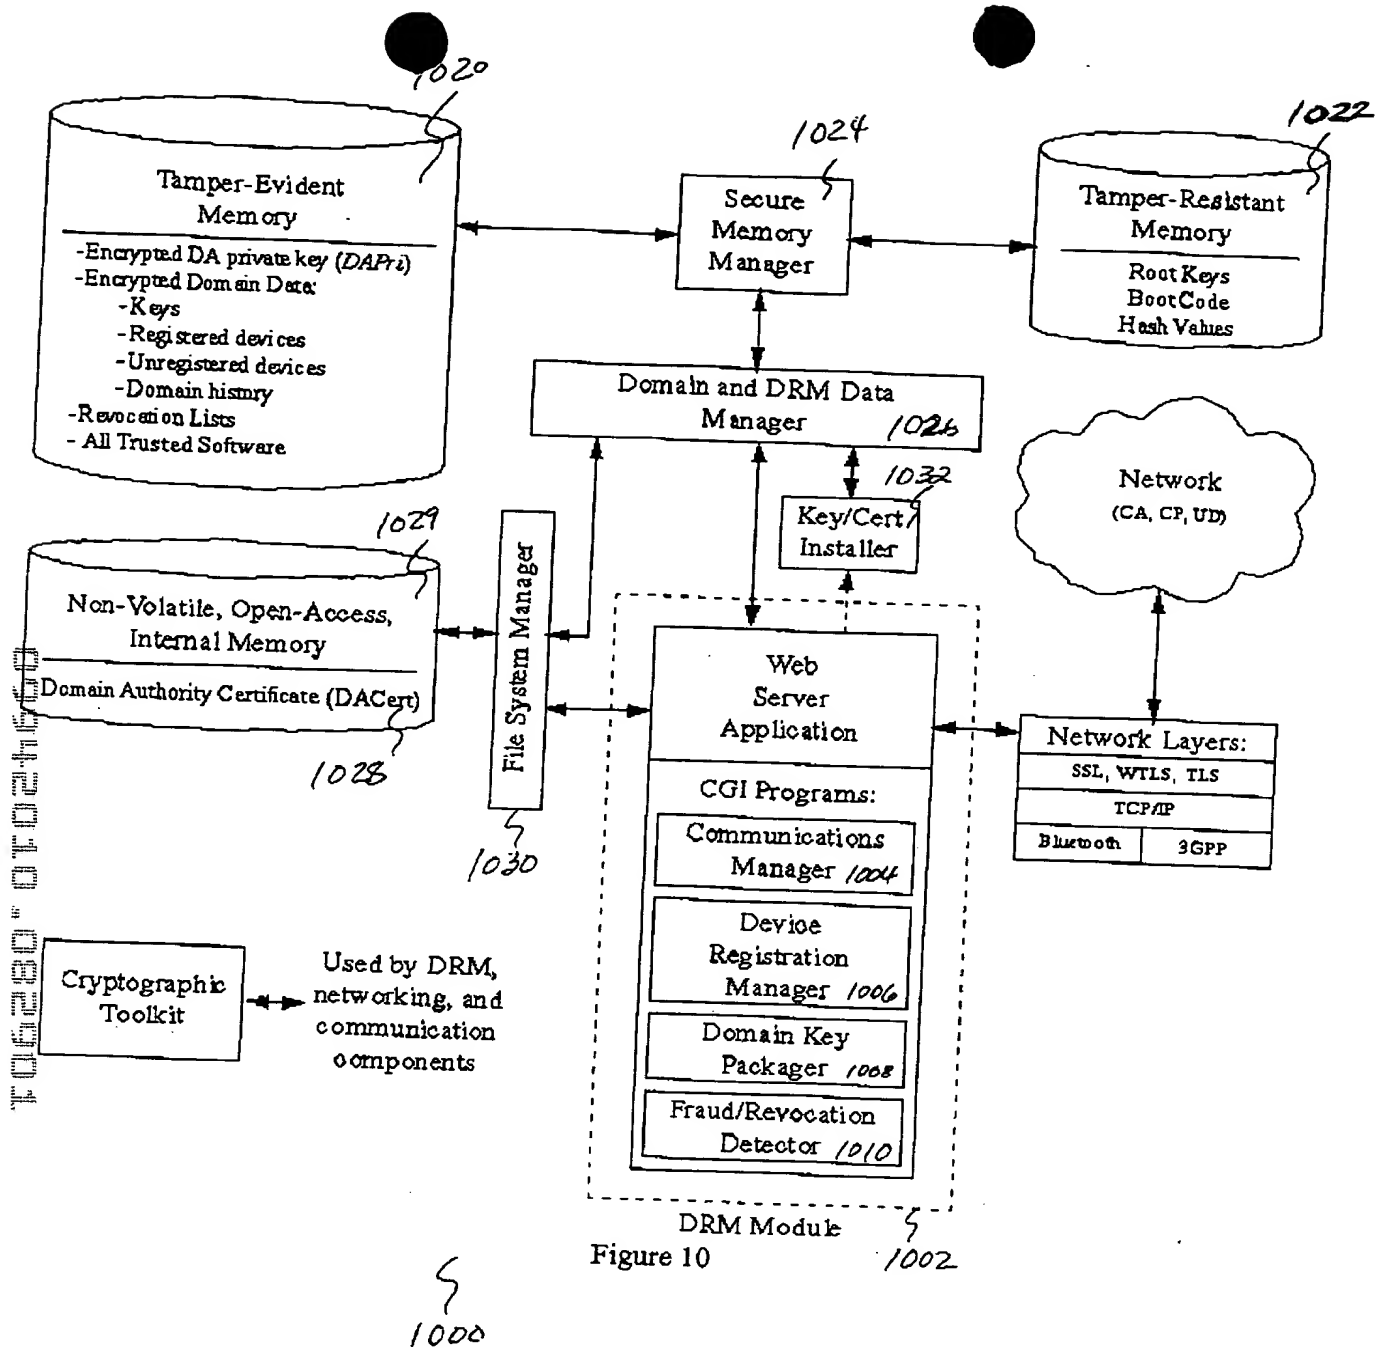 1020
1024
1022
Tamper-Evident
Memory
-Encrypted DA private key (DAPri)
-Encrypted Domain Data:
-Keys
-Registered devices
-Unregistered devices
-Domain history
-Revocation Lists
- All Trusted Software
Secure
Memory
Manager
Tamper-Resistant
Memory
Root Keys
Boot Code
Hash Values
Domain and DRM Data
Manager
1026
1032
Key/Cert
Installer
Network
(CA, CP, UD)
1029
Non-Volatile, Open-Access,
Internal Memory
Domain Authority Certificate (DACert)
1028
File System Manager
1030
Web
Server
Application
CGI Programs:
Communications
Manager 1004
Device
Registration
Manager 1006
Domain Key
Packager 1008
Fraud/Revocation
Detector 1010
Network Layers:
SSL, WTLS, TLS
TCP/IP
Bluetooth
3GPP
Cryptographic
Toolkit
Used by DRM,
networking, and
communication
components
DRM Module
1002
Figure 10
1000
09942010.082901